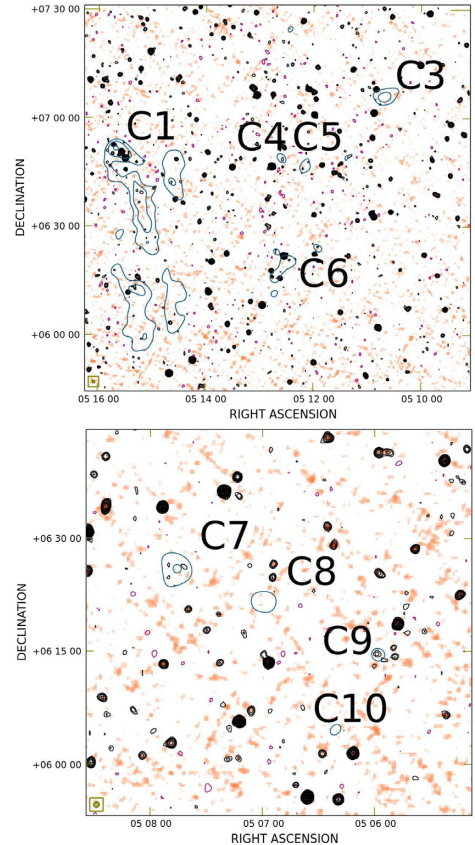 +07 30 00
C3
+07 00 00
C1
C4 C5
DECLINATION
+06 30 00
C6
+06 00 00
05 16 00 05 14 00 05 12 00 05 10 00
RIGHT ASCENSION
+06 30 00
C7
C8
DECLINATION
+06 15 00
C9
C10
+06 00 00
05 08 00 05 07 00 05 06 00
RIGHT ASCENSION